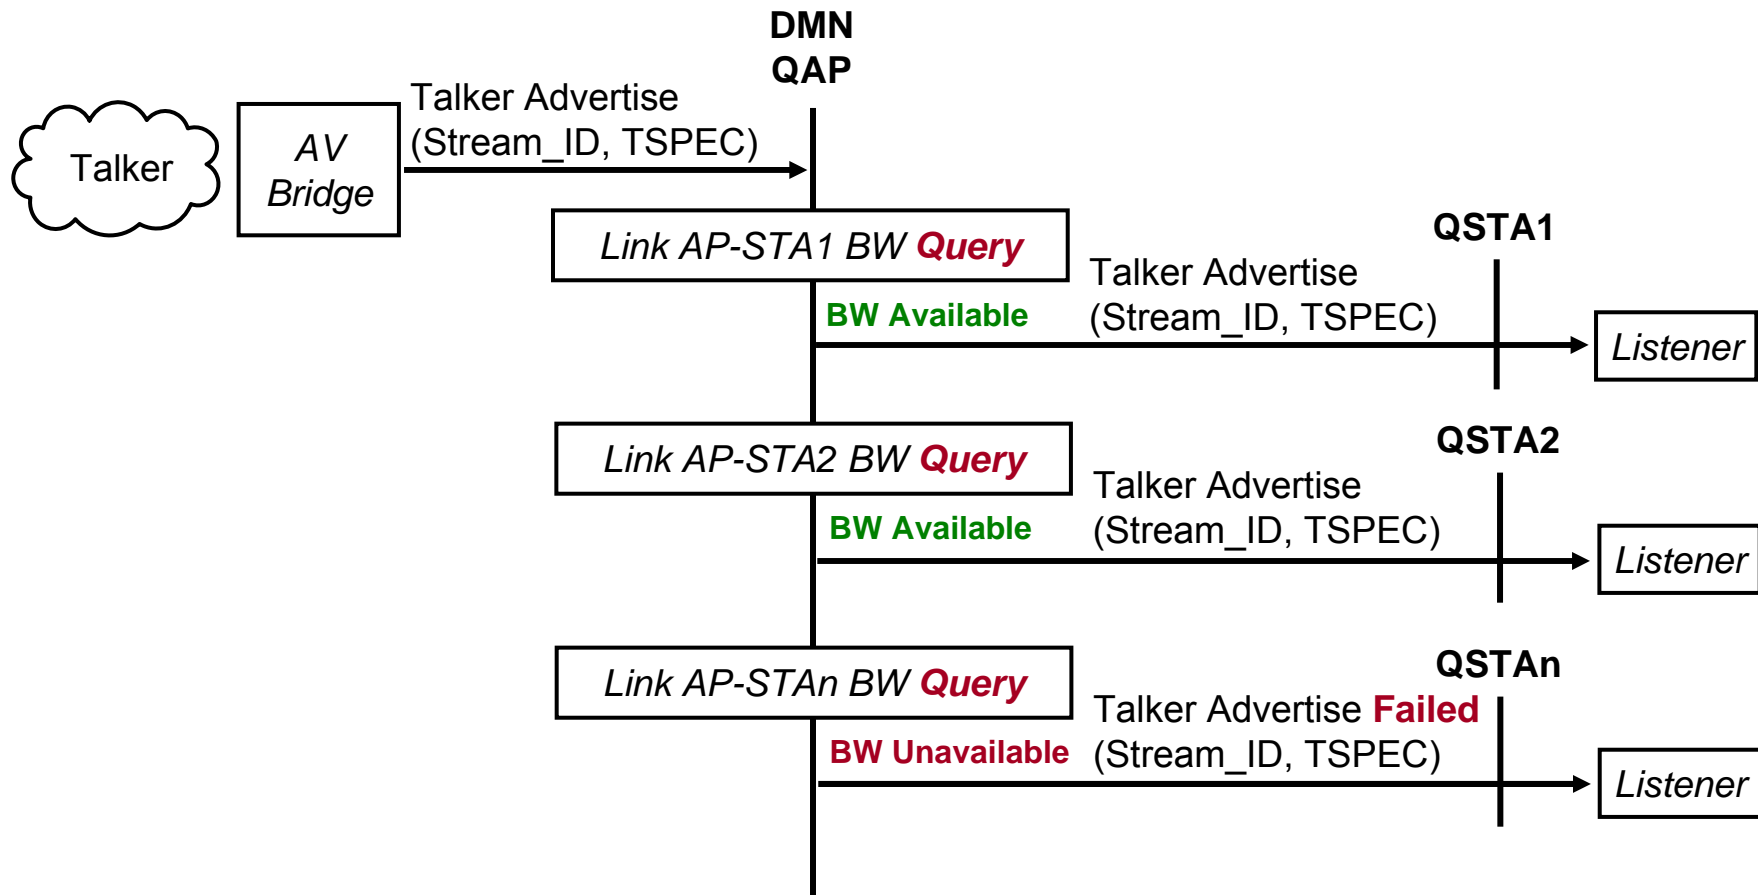 DMN
QAP
Talker Advertise
(Stream_ID, TSPEC)
Talker
AV
Bridge
Link AP-STA1 BW Query
QSTA1
Talker Advertise
(Stream_ID, TSPEC)
BW Available
Listener
Link AP-STA2 BW Query
QSTA2
Talker Advertise
(Stream_ID, TSPEC)
BW Available
Listener
Link AP-STAn BW Query
QSTAn
Talker Advertise Failed
(Stream_ID, TSPEC)
BW Unavailable
Listener